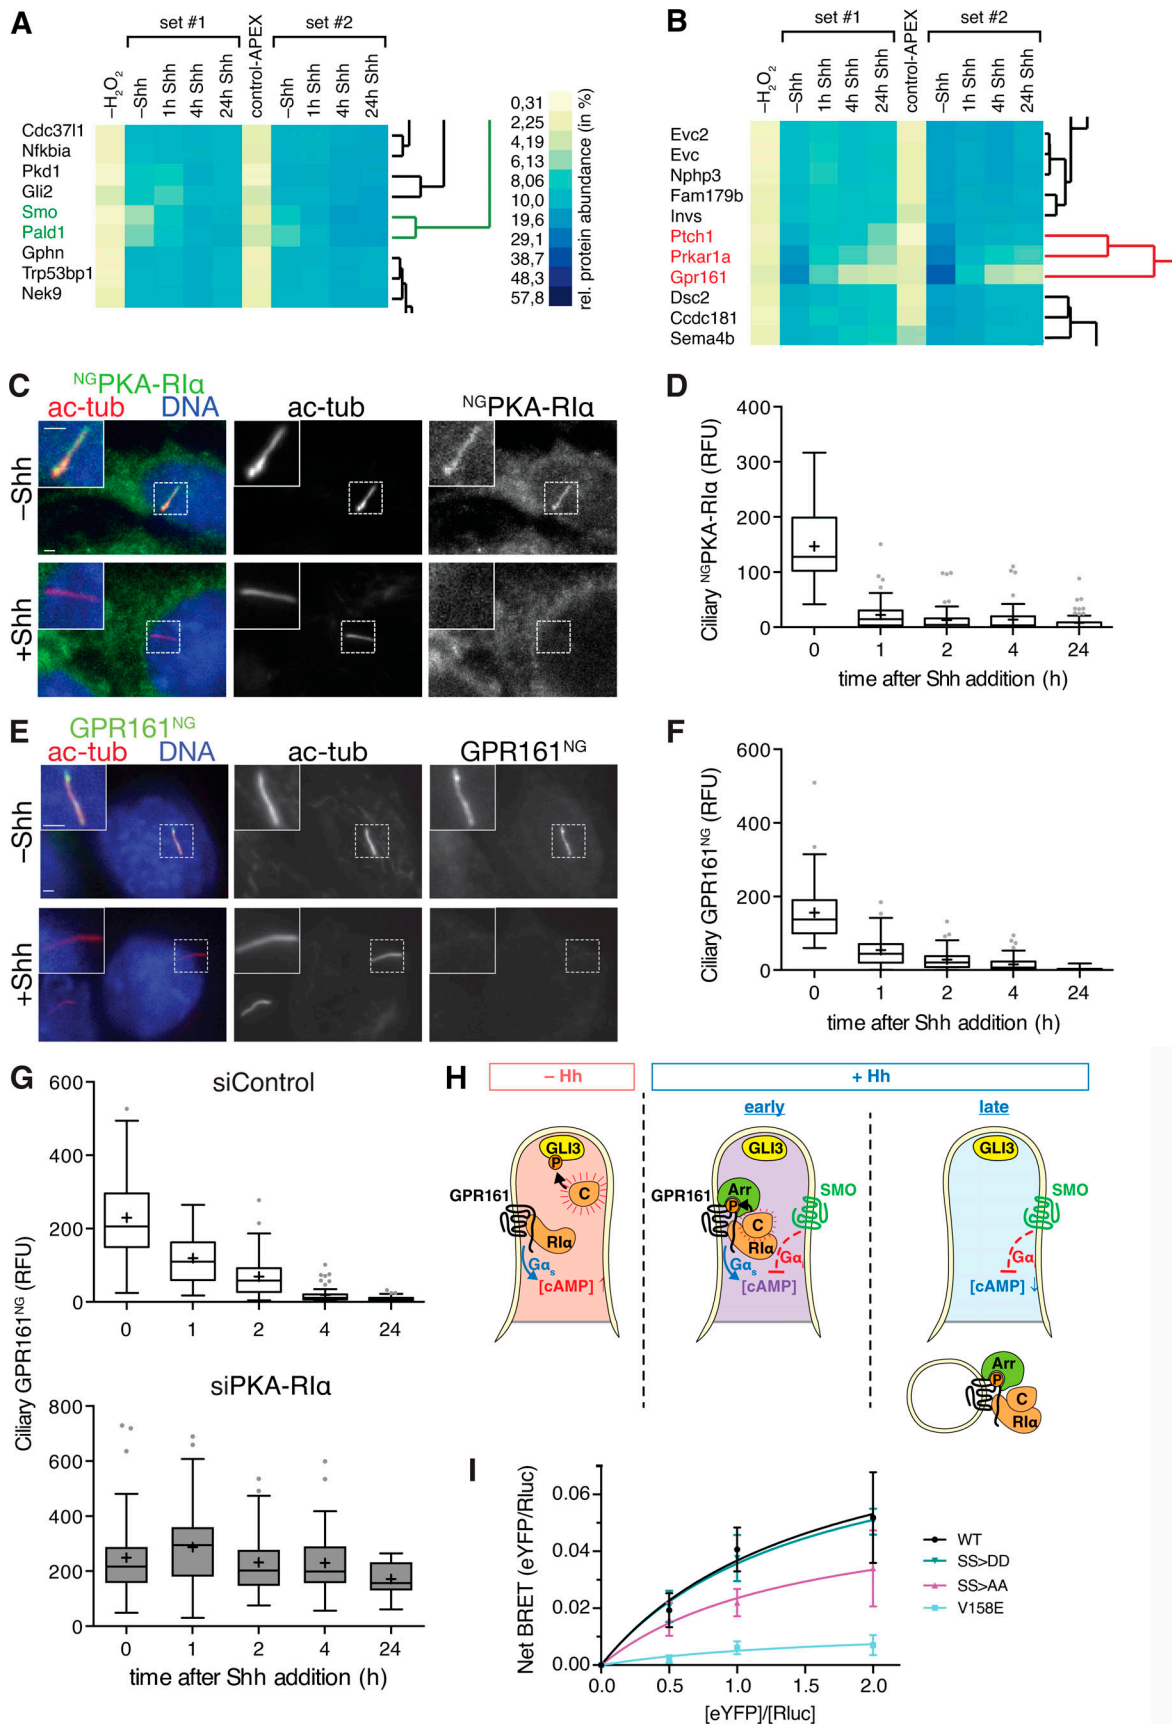 A
set #1
set #2
–H2O2
–Shh
1h Shh
4h Shh
24h Shh
control-APEX
–Shh
1h Shh
4h Shh
24h Shh
Cdc37l1
Nfkbia
Pkd1
Gli2
Smo
Pald1
Gphn
Trp53bp1
Nek9
0,31
2,25
4,19
6,13
8,06
10,0
19,6
29,1
38,7
48,3
57,8
rel. protein abundance (in %)
B
set #1
set #2
–H2O2
–Shh
1h Shh
4h Shh
24h Shh
control-APEX
–Shh
1h Shh
4h Shh
24h Shh
Evc2
Evc
Nphp3
Fam179b
Invs
Ptch1
Prkar1a
Gpr161
Dsc2
Ccdc181
Sema4b
C
NGPKA-RIα
ac-tub DNA
ac-tub
NGPKA-RIα
–Shh
+Shh
D
Ciliary NGPKA-RIα (RFU)
400
300
200
100
0
0 1 2 4 24
time after Shh addition (h)
E
GPR161NG
ac-tub DNA
ac-tub
GPR161NG
–Shh
+Shh
F
Ciliary GPR161NG (RFU)
600
400
200
0
0 1 2 4 24
time after Shh addition (h)
G
siControl
600
400
200
0
0 1 2 4 24
Ciliary GPR161NG (RFU)
siPKA-RIα
800
600
400
200
0
0 1 2 4 24
time after Shh addition (h)
H
– Hh
+ Hh
early
late
GLI3
P
C
GPR161
RIα
Gαs
[cAMP] ↑
GLI3
Arr
P
C
GPR161
RIα
SMO
Gαi
Gαs
[cAMP]
GLI3
SMO
Gαi
[cAMP] ↓
Arr
P
C
RIα
I
Net BRET (eYFP/Rluc)
0.06
0.04
0.02
0.00
0.0 0.5 1.0 1.5 2.0
[eYFP]/[Rluc]
WT
SS>DD
SS>AA
V158E